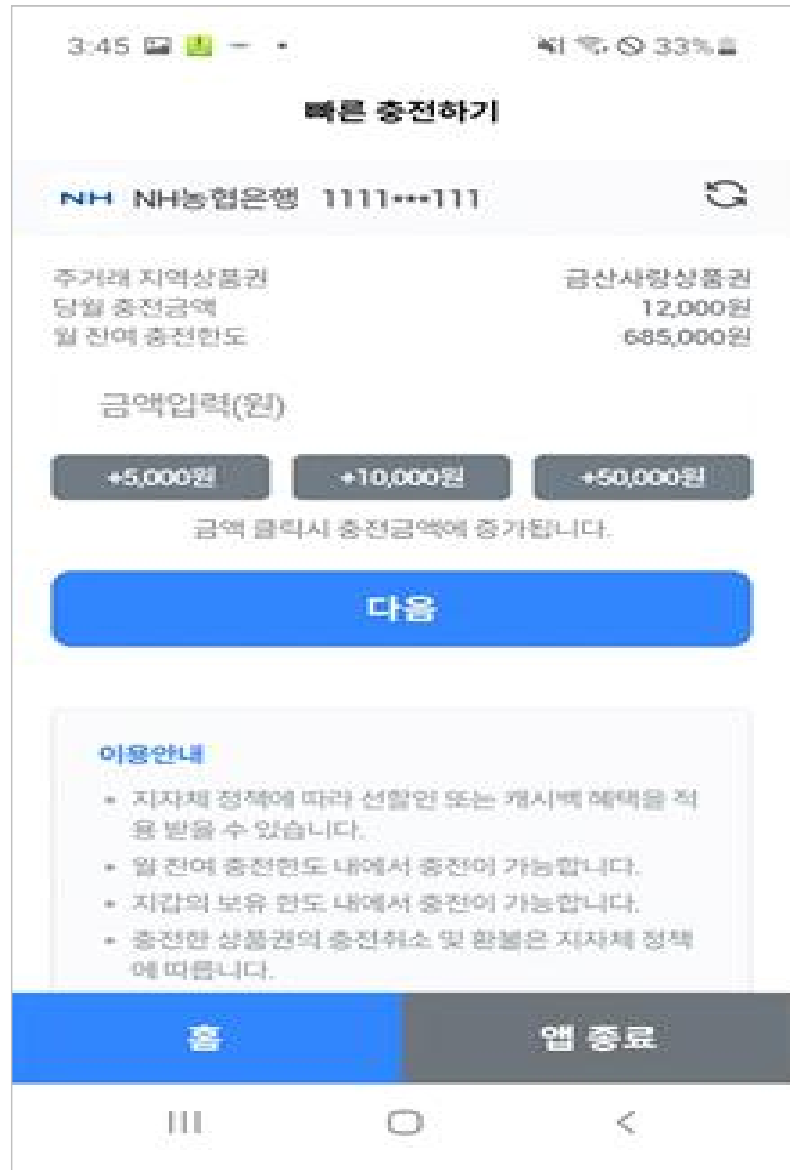 3:45
33%
빠른 충전하기
NH NH농협은행 1111***111
주거래 지역상품권 금산사랑상품권
당월 충전금액 12,000원
월 잔여 충전한도 685,000원
금액입력(원)
+5,000원 +10,000원 +50,000원
금액 클릭시 충전금액에 증가됩니다.
다음
이용안내
• 지자체 정책에 따라 선할인 또는 캐시백 혜택을 적
용 받을 수 있습니다.
• 월 잔여 충전한도 내에서 충전이 가능합니다.
• 지갑의 보유 한도 내에서 충전이 가능합니다.
• 충전한 상품권의 충전취소 및 환불은 지자체 정책
에 따릅니다.
홈 앱 종료